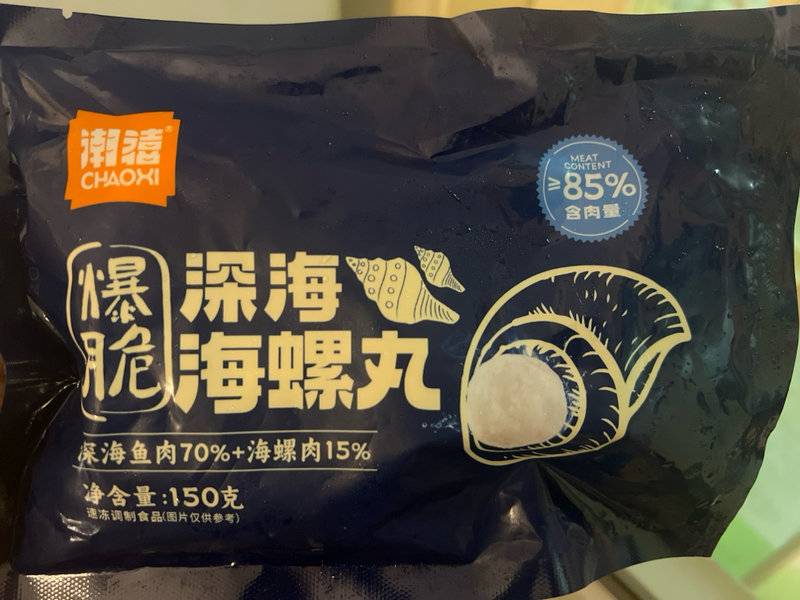 潮禧®
CHAOXI
MEAT
CONTENT
≥85%
含肉量
爆脆
深海
海螺丸
深海鱼肉70%+海螺肉15%
净含量:150克
速冻调制食品(图片仅供参考)